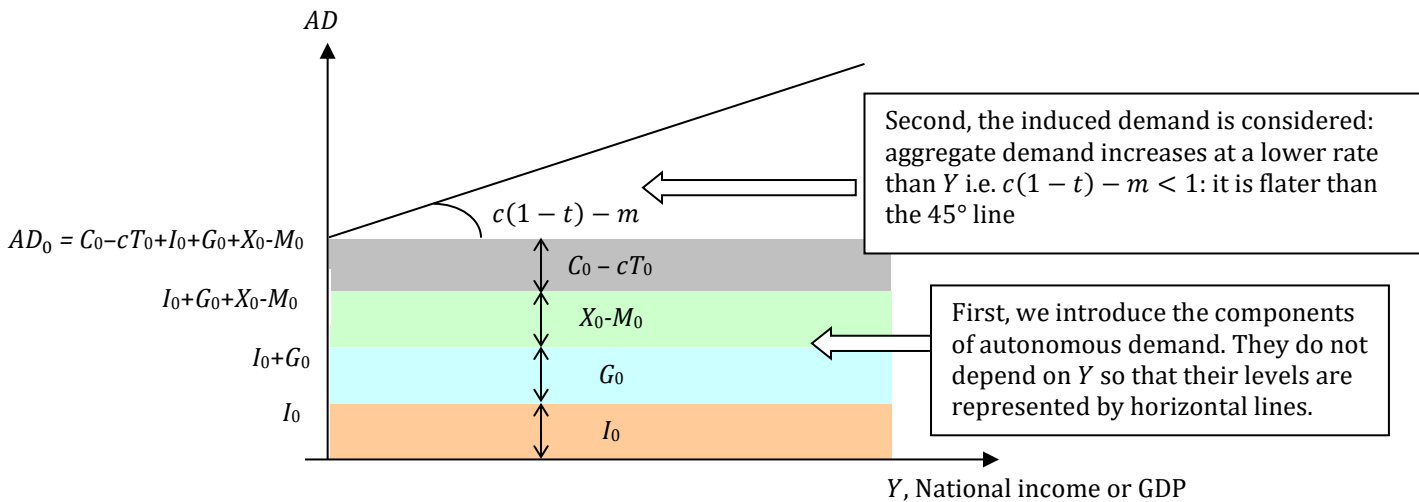 AD
Second, the induced demand is considered:
aggregate demand increases at a lower rate
than Y i.e. c(1 − t) − m < 1: it is flater than
the 45° line
c(1 − t) − m
AD₀ = C₀−cT₀+I₀+G₀+X₀-M₀
C₀ – cT₀
I₀+G₀+X₀-M₀
X₀-M₀
First, we introduce the components
of autonomous demand. They do not
depend on Y so that their levels are
represented by horizontal lines.
I₀+G₀
G₀
I₀
I₀
Y, National income or GDP